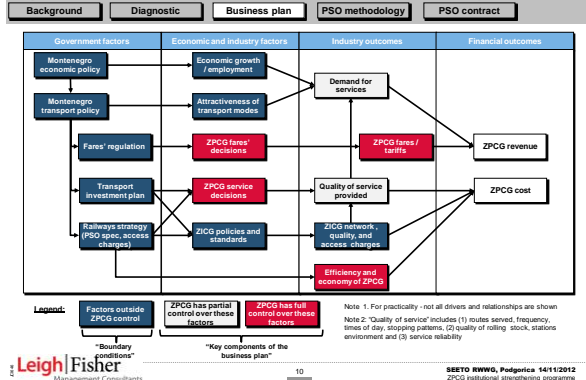 Background
Diagnostic
Business plan
PSO methodology
PSO contract
Government factors
Economic and industry factors
Industry outcomes
Financial outcomes
Montenegro
economic policy
Economic growth
/ employment
Demand for
services
Montenegro
transport policy
Attractiveness of
transport modes
Fares' regulation
ZPCG fares'
decisions
ZPCG fares /
tariffs
ZPCG revenue
Transport
investment plan
ZPCG service
decisions
Quality of service
provided
ZPCG cost
Railways strategy
(PSO spec, access
charges)
ZICG policies and
standards
ZICG network ,
quality, and
access charges
Efficiency and
economy of ZPCG
Legend:
Factors outside
ZPCG control
ZPCG has partial
control over these
factors
ZPCG has full
control over these
factors
"Boundary
conditions"
"Key components of the
business plan"
Note 1. For practicality - not all drivers and relationships are shown
Note 2: "Quality of service" includes (1) routes served, frequency,
times of day, stopping patterns, (2) quality of rolling stock, stations
environment and (3) service reliability
Leigh|Fisher
Management Consultants
10
SEETO RWWG, Podgorica 14/11/2012
ZPCG institutional strengthening programme